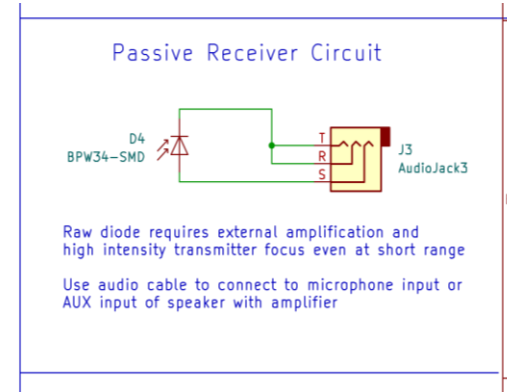 Passive Receiver Circuit
D4
BPW34-SMD
T
R
S
J3
AudioJack3
Raw diode requires external amplification and
high intensity transmitter focus even at short range
Use audio cable to connect to microphone input or
AUX input of speaker with amplifier